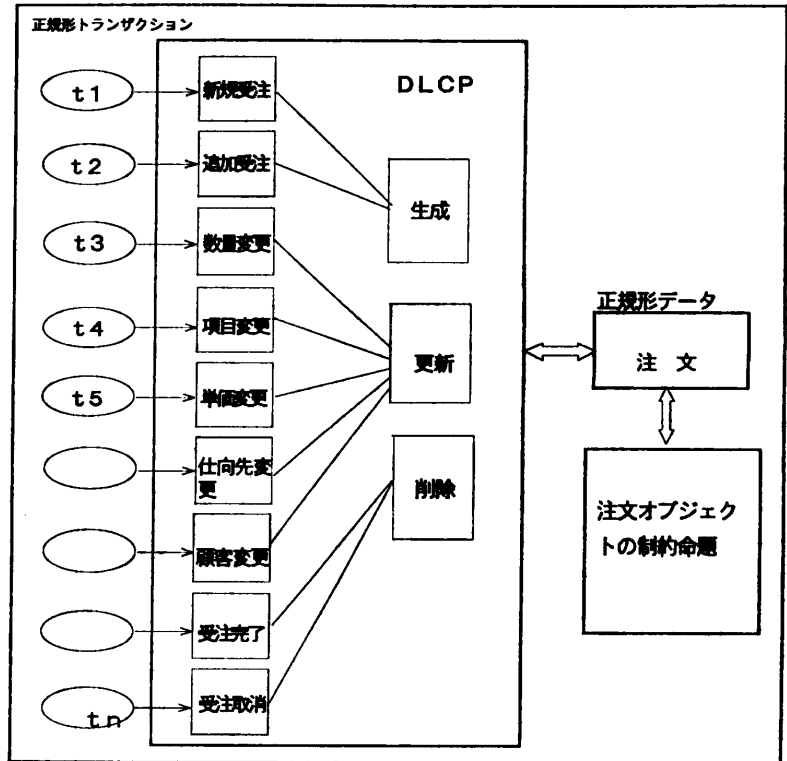 正規形トランザクション
DLCP
t1
新規受注
t2
追加受注
生成
t3
数量変更
正規形データ
t4
項目変更
更新
注 文
t5
単価変更
仕向先変
更
削除
注文オブジェク
トの制約命題
顧客変更
受注完了
tn
受注取消